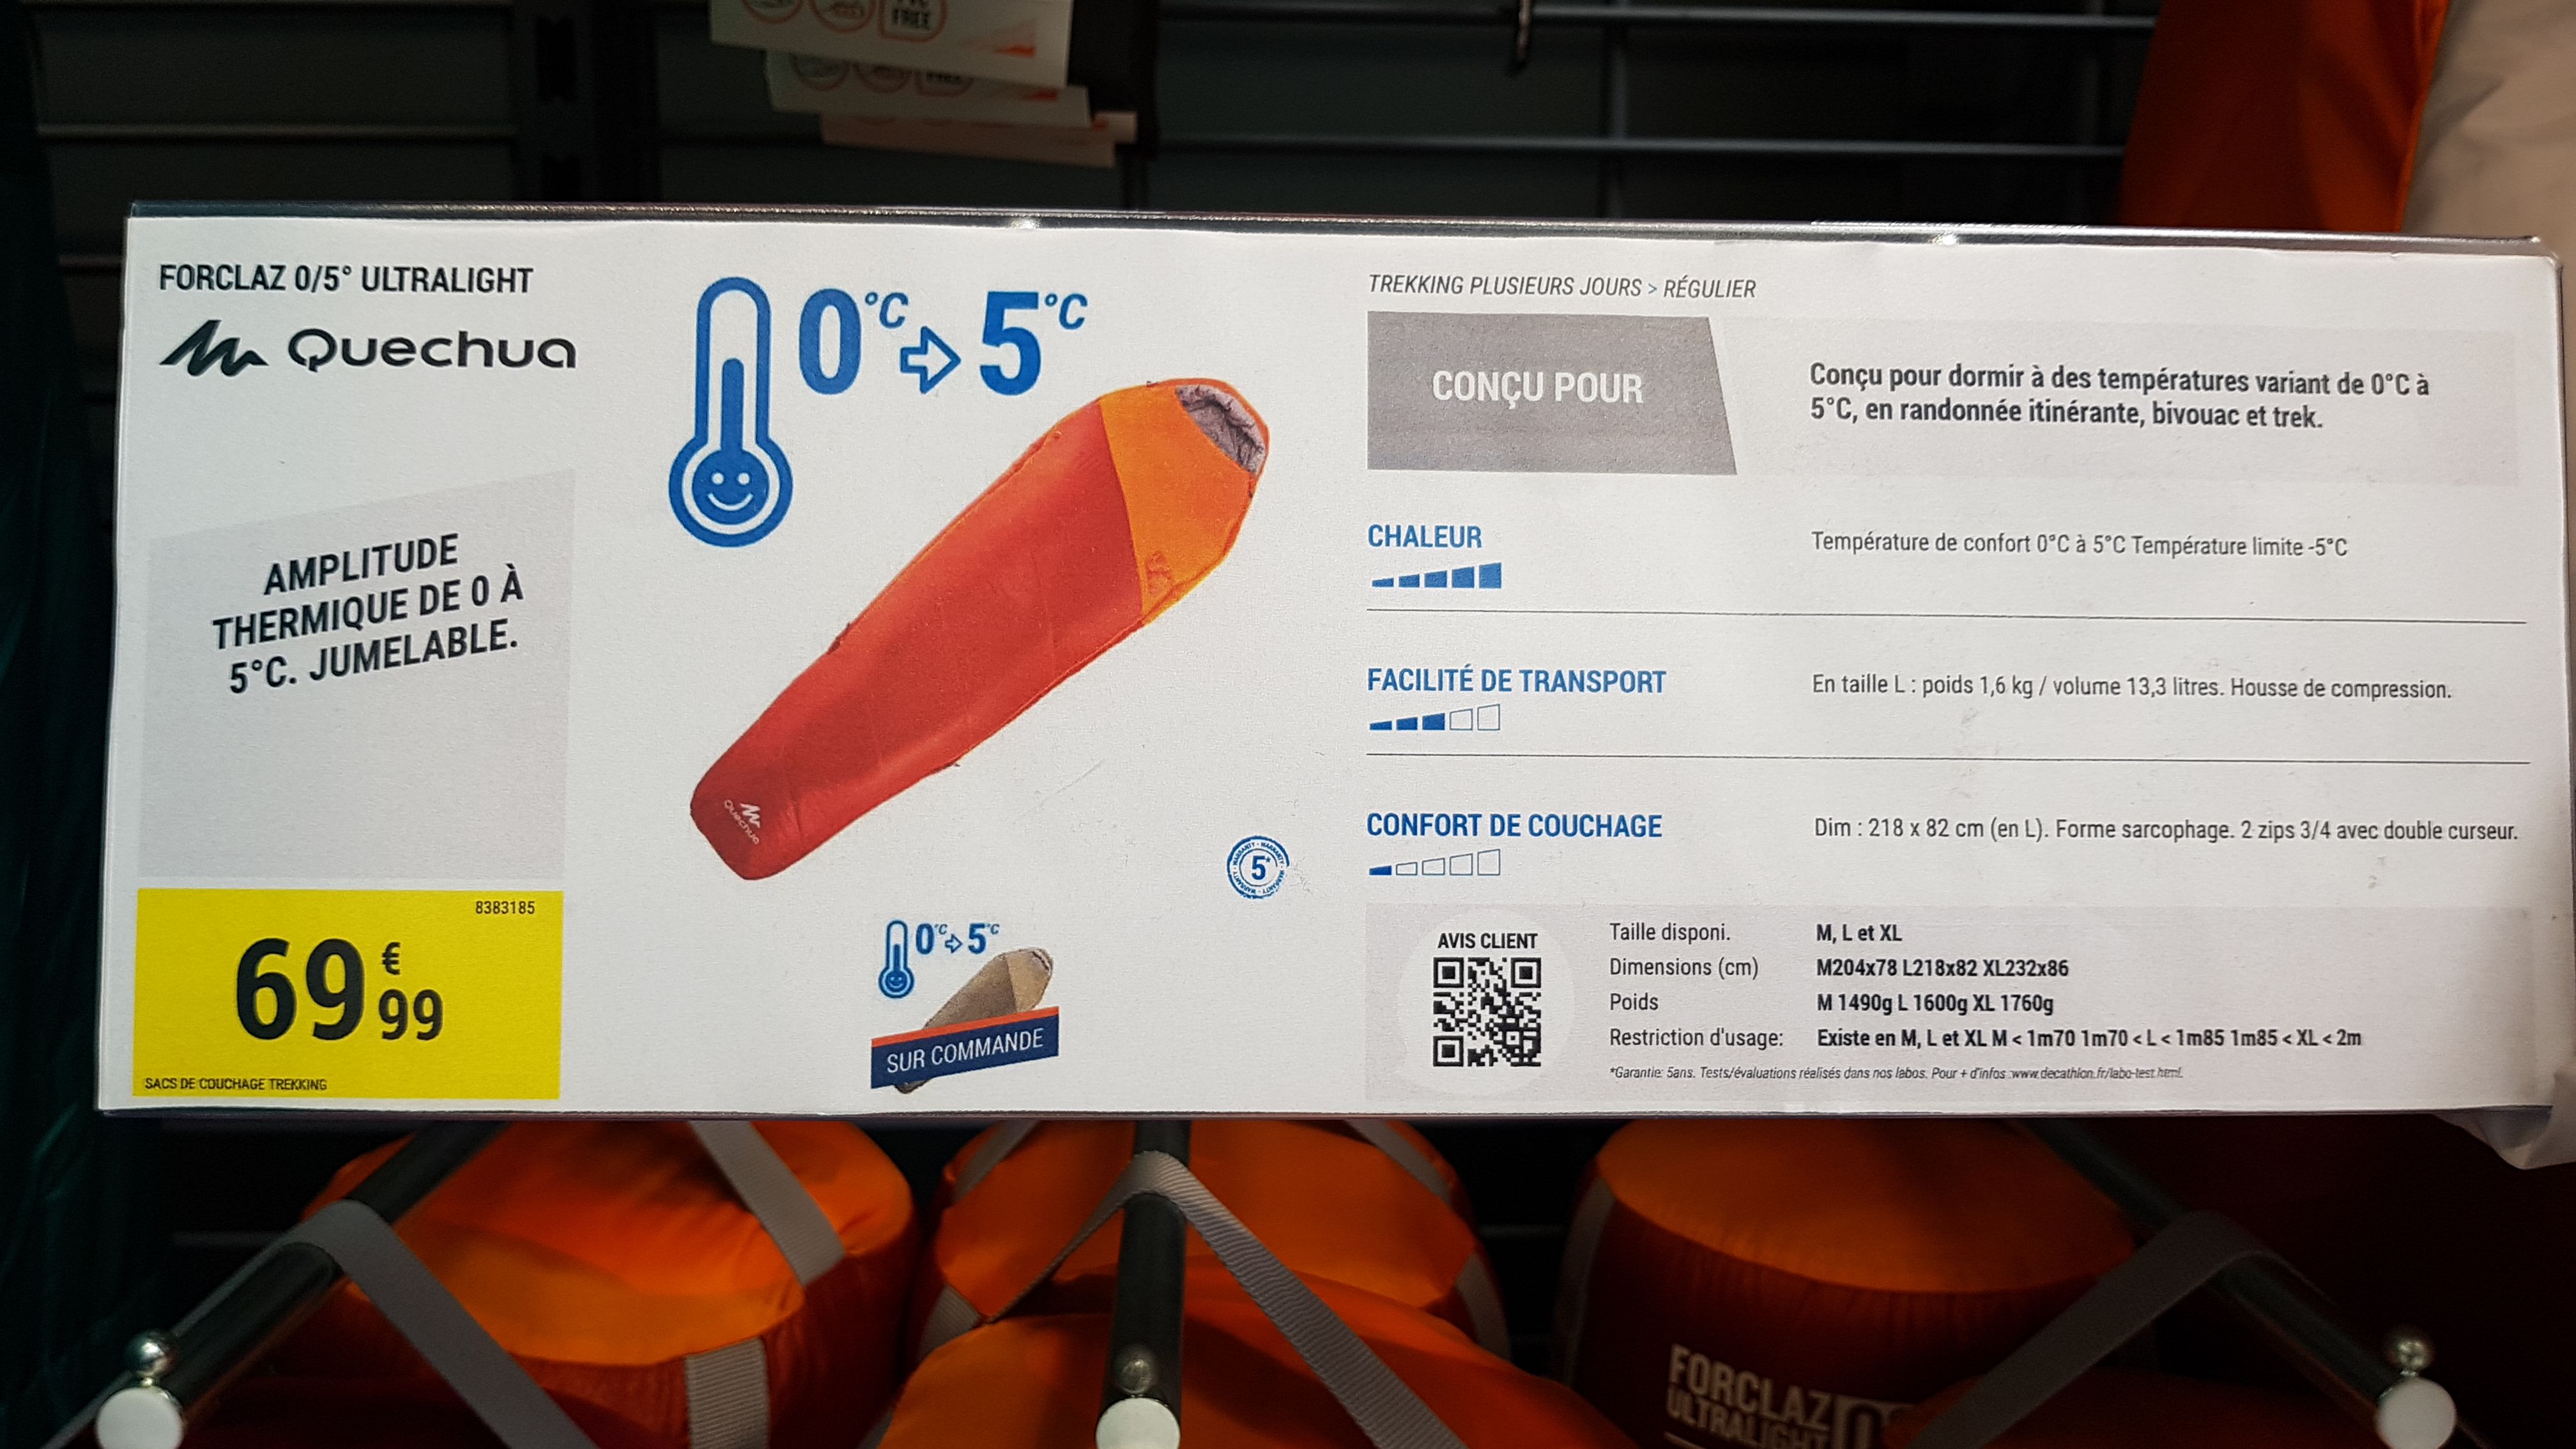 FREE
FREE
FORCLAZ 0/5° ULTRALIGHT
Quechua
AMPLITUDE
THERMIQUE DE 0 À
5°C. JUMELABLE.
8383185
69€99
SACS DE COUCHAGE TREKKING
0°C 5°C
Quechua
WARRANTY - WARRANTY - WARRANTY
5*
0°C 5°C
SUR COMMANDE
TREKKING PLUSIEURS JOURS > RÉGULIER
CONÇU POUR
Conçu pour dormir à des températures variant de 0°C à
5°C, en randonnée itinérante, bivouac et trek.
CHALEUR
Température de confort 0°C à 5°C Température limite -5°C
FACILITÉ DE TRANSPORT
En taille L : poids 1,6 kg / volume 13,3 litres. Housse de compression.
CONFORT DE COUCHAGE
Dim : 218 x 82 cm (en L). Forme sarcophage. 2 zips 3/4 avec double curseur.
AVIS CLIENT
Taille disponi. M, L et XL
Dimensions (cm) M204x78 L218x82 XL232x86
Poids M 1490g L 1600g XL 1760g
Restriction d'usage: Existe en M, L et XL M < 1m70 1m70 < L < 1m85 1m85 < XL < 2m
*Garantie: 5ans. Tests/évaluations réalisés dans nos labos. Pour + d'infos :www.decathlon.fr/labo-test.html.
FORCLAZ 0°
ULTRALIGHT